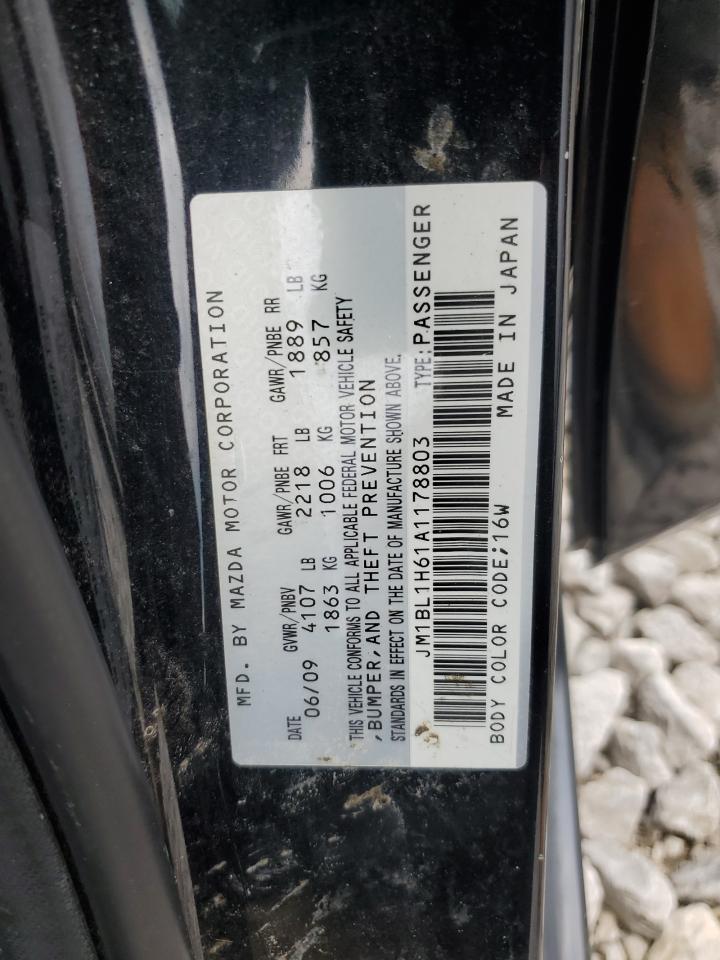 MFD. BY MAZDA MOTOR CORPORATION
DATE GVWR/PNBV GAWR/PNBE FRT GAWR/PNBE RR
06/09 4107 LB 2218 LB 1889 LB
1863 KG 1006 KG 857 KG
THIS VEHICLE CONFORMS TO ALL APPLICABLE FEDERAL MOTOR VEHICLE SAFETY
,BUMPER,AND THEFT PREVENTION
STANDARDS IN EFFECT ON THE DATE OF MANUFACTURE SHOWN ABOVE.
JM1BL1H61A1178803 TYPE:PASSENGER
BODY COLOR CODE;16W MADE IN JAPAN